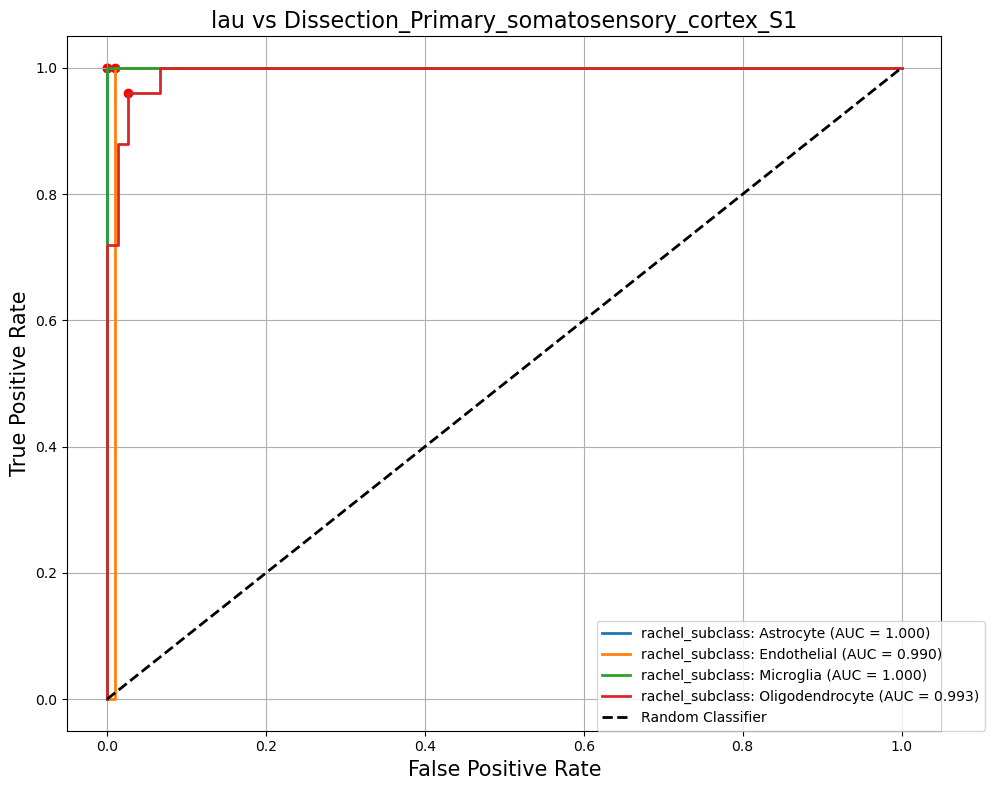 lau vs Dissection_Primary_somatosensory_cortex_S1
True Positive Rate
1.0
0.8
0.6
0.4
0.2
0.0
0.0 0.2 0.4 0.6 0.8 1.0
False Positive Rate
rachel_subclass: Astrocyte (AUC = 1.000)
rachel_subclass: Endothelial (AUC = 0.990)
rachel_subclass: Microglia (AUC = 1.000)
rachel_subclass: Oligodendrocyte (AUC = 0.993)
Random Classifier